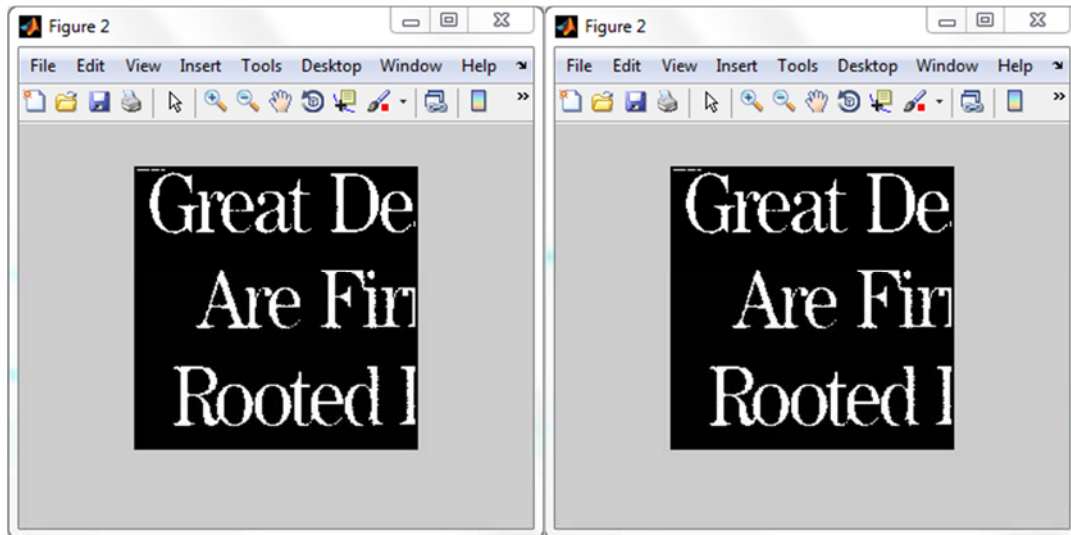 Figure 2
File Edit View Insert Tools Desktop Window Help
Great De
Are Fir
Rooted I
Figure 2
File Edit View Insert Tools Desktop Window Help
Great De
Are Fir
Rooted I